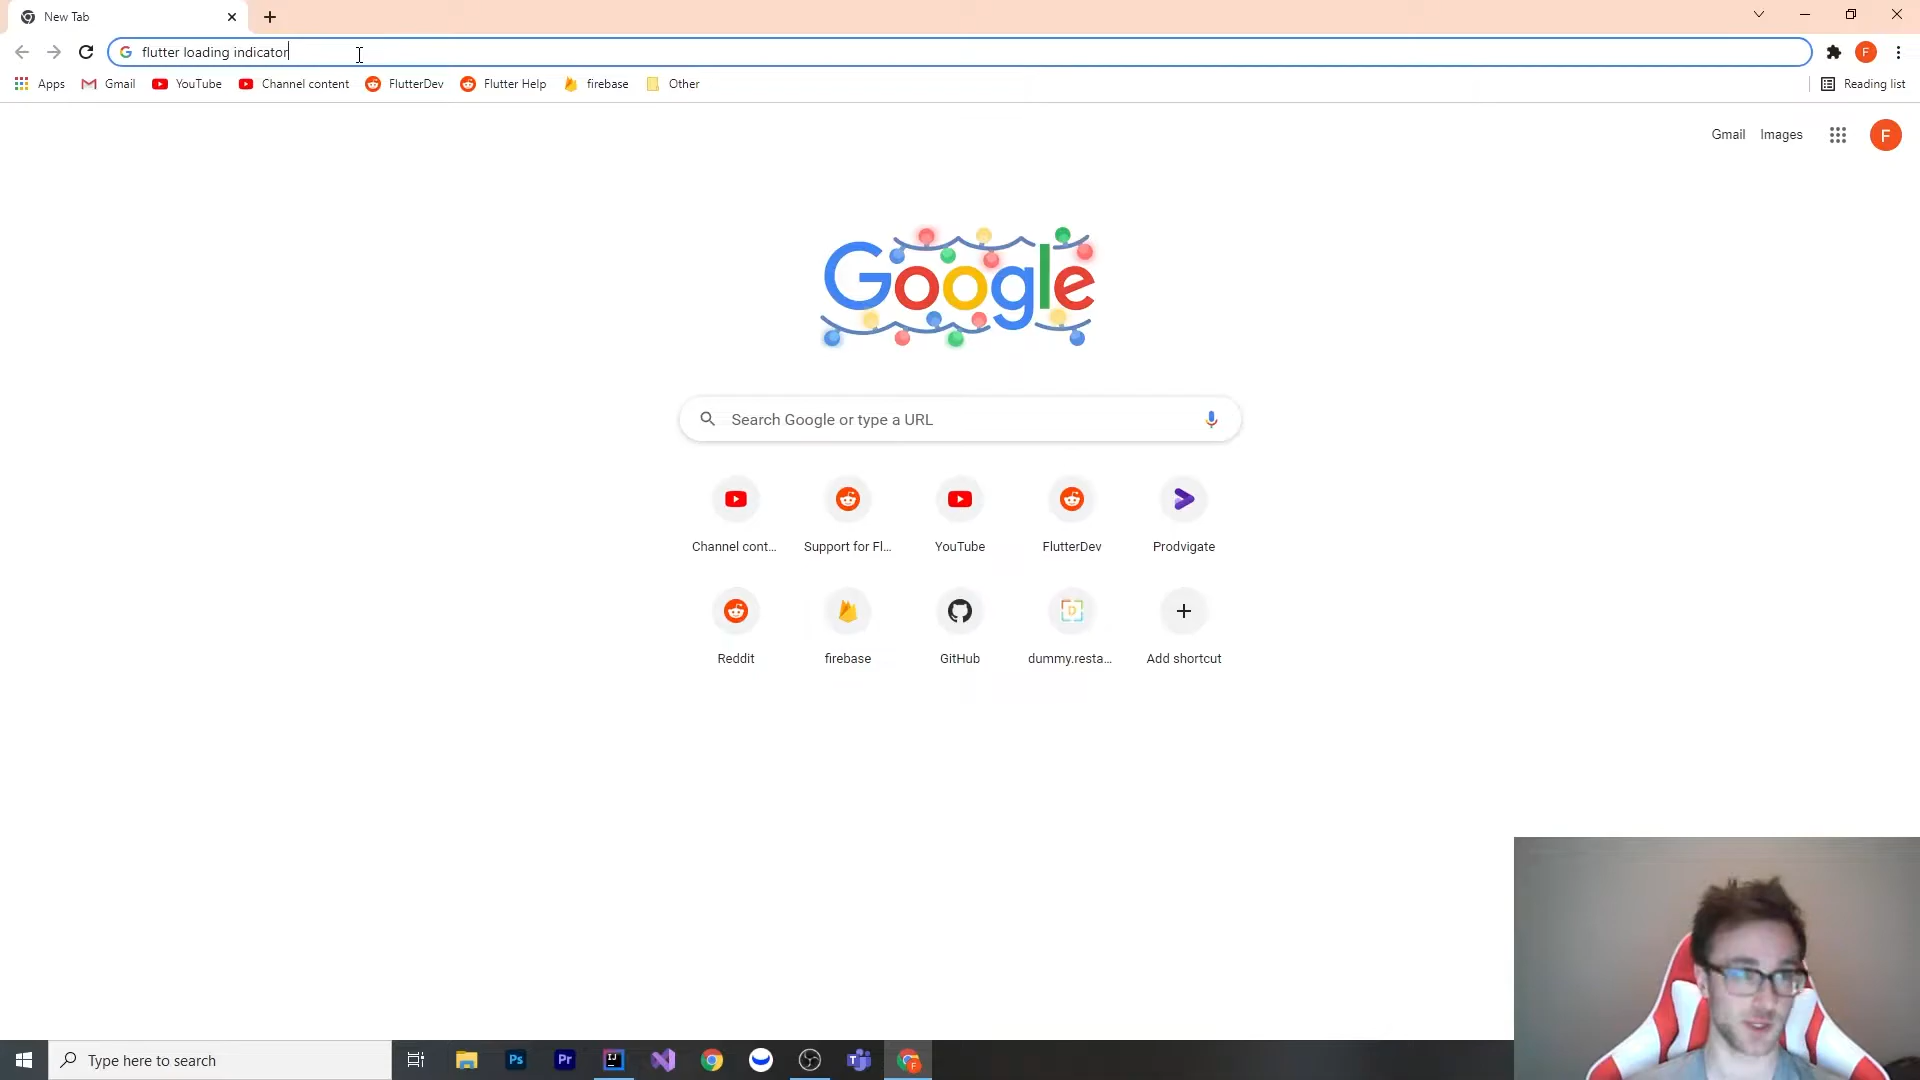 New Tab
flutter loading indicator
Apps
Gmail
YouTube
Channel content
FlutterDev
Flutter Help
firebase
Other
Reading list
Gmail
Images
F
Google
Search Google or type a URL
Channel cont...
Support for Fl...
YouTube
FlutterDev
Prodvigate
Reddit
firebase
GitHub
dummy.resta...
Add shortcut
Type here to search